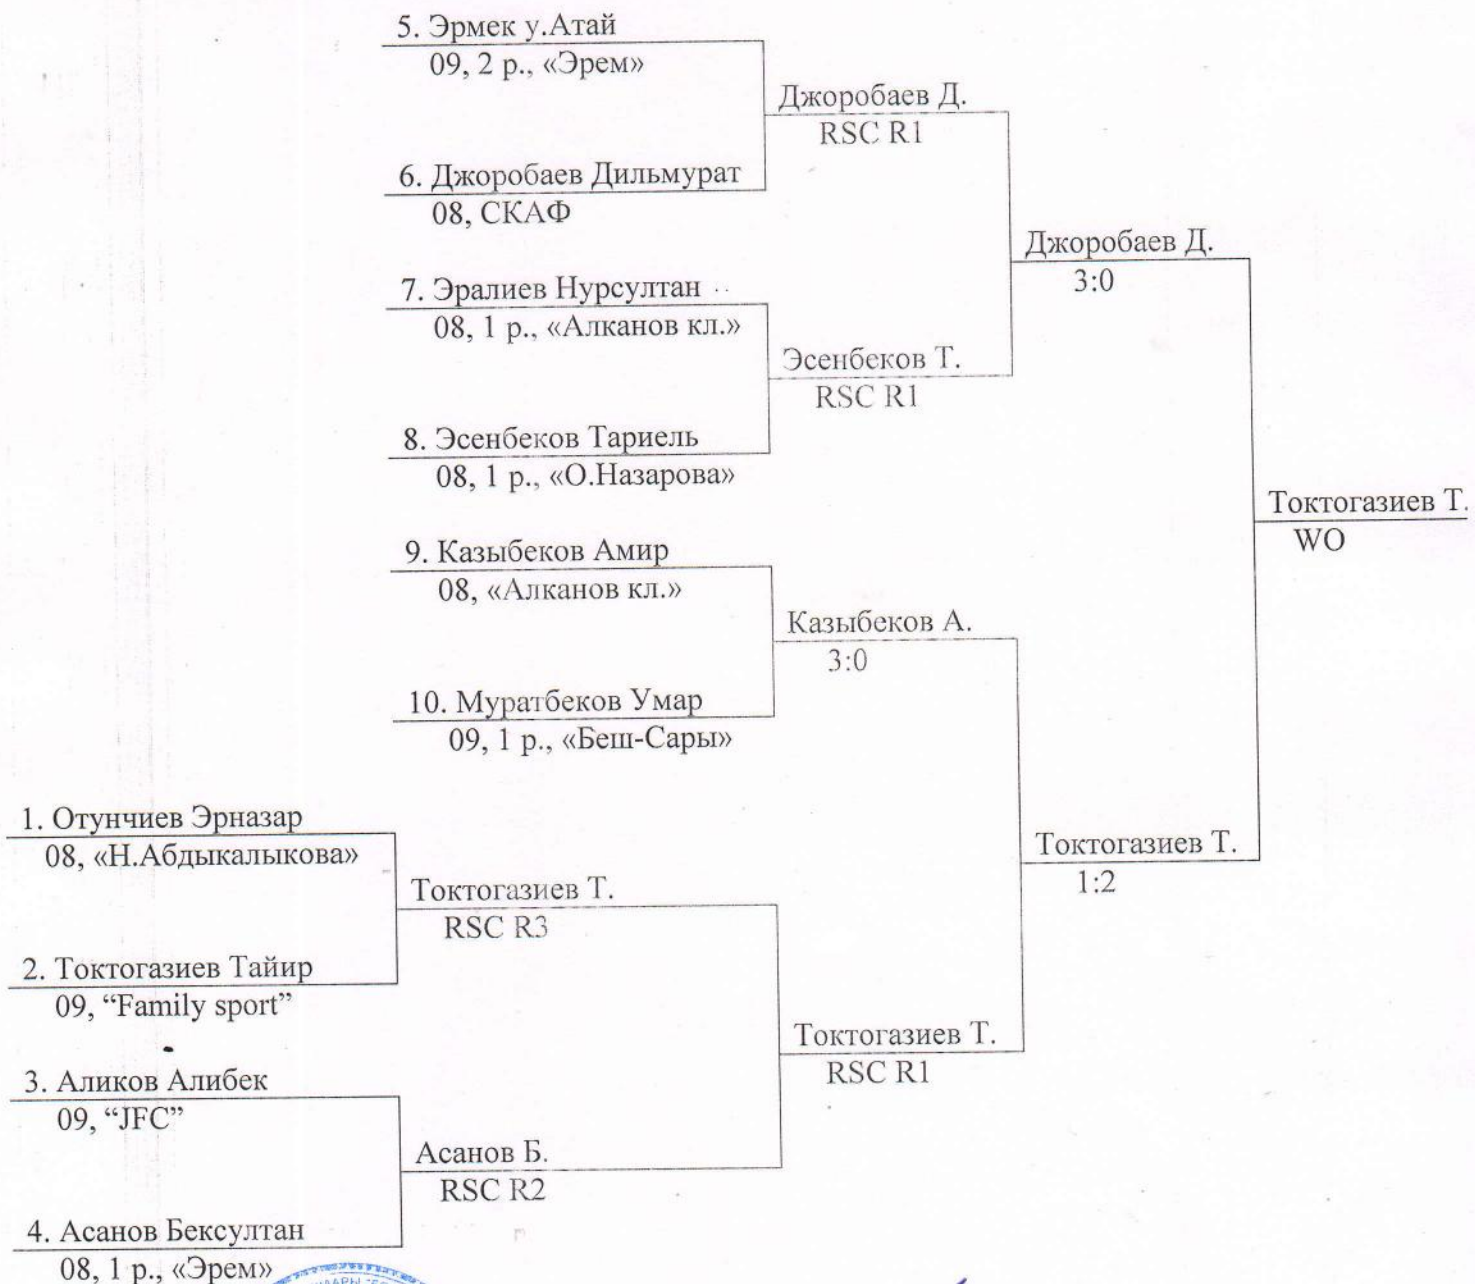 5. Эрмек у.Атай
09, 2 р., «Эрем»
Джоробаев Д.
RSC R1
6. Джоробаев Дильмурат
08, СКАФ
Джоробаев Д.
3:0
7. Эралиев Нурсултан
08, 1 р., «Алканов кл.»
Эсенбеков Т.
RSC R1
8. Эсенбеков Тариель
08, 1 р., «О.Назарова»
Токтогазиев Т.
WO
9. Казыбеков Амир
08, «Алканов кл.»
Казыбеков А.
3:0
10. Муратбеков Умар
09, 1 р., «Беш-Сары»
1. Отунчиев Эрназар
08, «Н.Абдыкалыкова»
Токтогазиев Т.
1:2
Токтогазиев Т.
RSC R3
2. Токтогазиев Тайир
09, “Family sport”
Токтогазиев Т.
RSC R1
3. Аликов Алибек
09, “JFC”
Асанов Б.
RSC R2
4. Асанов Бексултан
08, 1 р., «Эрем»